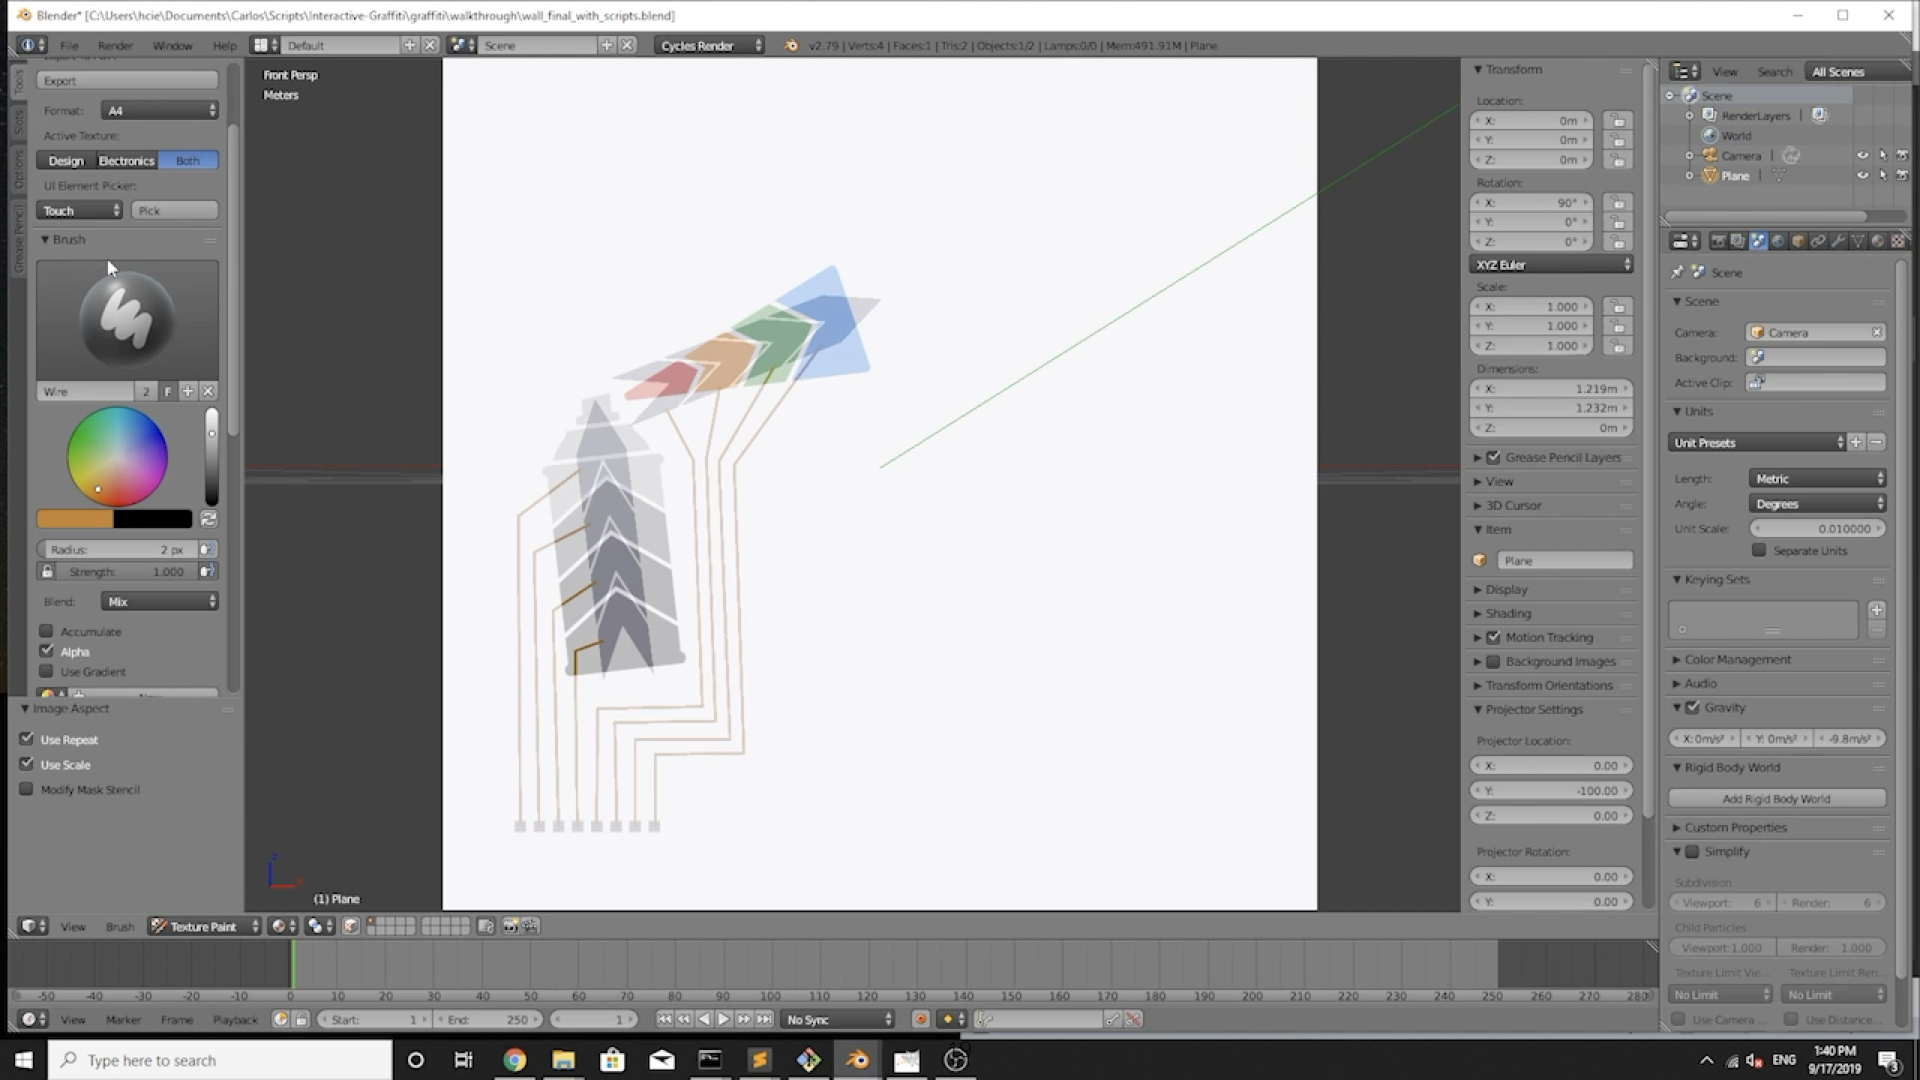 Blender* [C:\Users\hcie\Documents\Carlos\Scripts\Interactive-Graffiti\graffiti\walkthrough\wall_final_with_scripts.blend]
File Render Window Help Default Scene Cycles Render v2.79 | Verts:4 | Faces:1 | Tris:2 | Objects:1/2 | Lamps:0/0 | Mem:491.91M | Plane
Tools
Slots
Options
Grease Pencil
Export
Format: A4
Active Texture:
Design Electronics Both
UI Element Picker:
Touch Pick
Brush
Wire 2 F
Radius: 2 px
Strength: 1.000
Blend: Mix
Accumulate
Alpha
Use Gradient
Image Aspect
Use Repeat
Use Scale
Modify Mask Stencil
Front Persp
Meters
(1) Plane
View Brush Texture Paint
Transform
Location:
X: 0m
Y: 0m
Z: 0m
Rotation:
X: 90°
Y: 0°
Z: 0°
XYZ Euler
Scale:
X: 1.000
Y: 1.000
Z: 1.000
Dimensions:
X: 1.219m
Y: 1.232m
Z: 0m
Grease Pencil Layers
View
3D Cursor
Item
Plane
Display
Shading
Motion Tracking
Background Images
Transform Orientations
Projector Settings
Projector Location:
X: 0.00
Y: -100.00
Z: 0.00
Projector Rotation:
X: 0.00
Y: 0.00
View Search All Scenes
Scene
RenderLayers |
World
Camera |
Plane |
Scene
Scene
Camera: Camera
Background:
Active Clip:
Units
Unit Presets
Length: Metric
Angle: Degrees
Unit Scale: 0.010000
Separate Units
Keying Sets
Color Management
Audio
Gravity
X: 0m/s² Y: 0m/s² -9.8m/s²
Rigid Body World
Add Rigid Body World
Custom Properties
Simplify
Subdivision
Viewport: 6 Render: 6
Child Particles
Viewport:1.000 Render: 1.000
Texture Limit Vie... Texture Limit Ren...
No Limit No Limit
Use Camera ... Use Distance...
-50 -40 -30 -20 -10 0 10 20 30 40 50 60 70 80 90 100 110 120 130 140 150 160 170 180 190 200 210 220 230 240 250 260 270 280
View Marker Frame Playback Start: 1 End: 250 1 No Sync
Type here to search
ENG
1:40 PM
9/17/2019
3